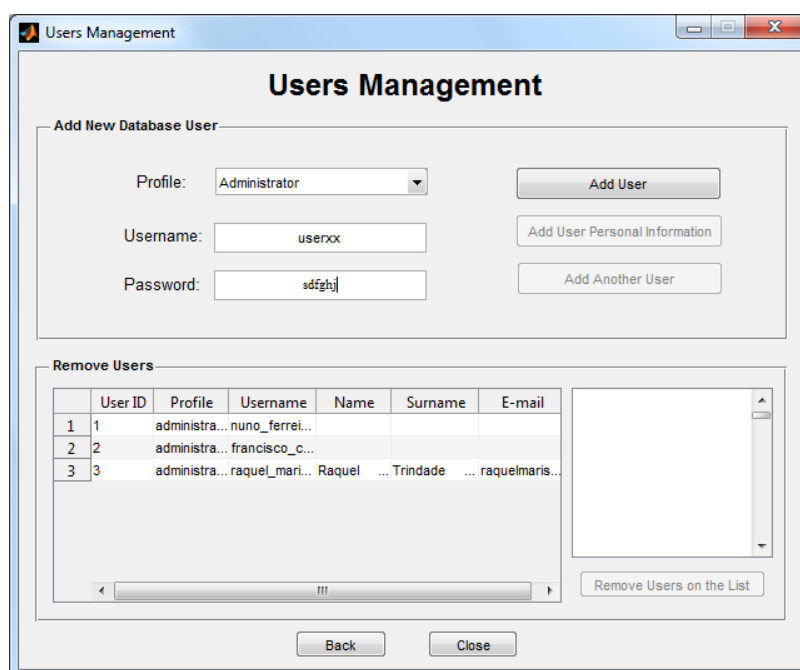 Users Management
Users Management
Add New Database User
Profile: Administrator Add User
Username: userxx Add User Personal Information
Password: sdfghj Add Another User
Remove Users
User ID Profile Username Name Surname E-mail
1 1 administra... nuno_ferrei...
2 2 administra... francisco_c...
3 3 administra... raquel_mari... Raquel ... Trindade ... raquelmaris...
Remove Users on the List
Back Close